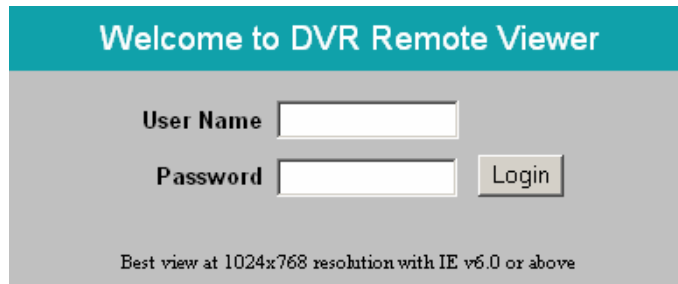 Welcome to DVR Remote Viewer
User Name
Password Login
Best view at 1024x768 resolution with IE v6.0 or above